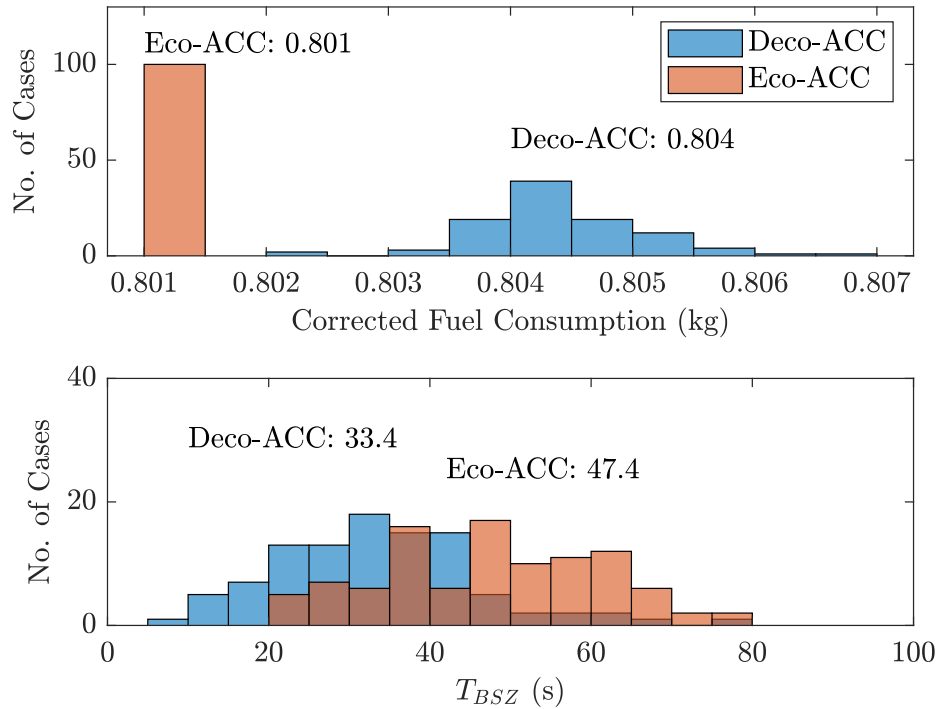 Eco-ACC: 0.801
Deco-ACC
Eco-ACC
Deco-ACC: 0.804
No. of Cases
100
50
0
0.801 0.802 0.803 0.804 0.805 0.806 0.807
Corrected Fuel Consumption (kg)
Deco-ACC: 33.4
Eco-ACC: 47.4
No. of Cases
40
20
0
0 20 40 60 80 100
T_{BSZ} (s)